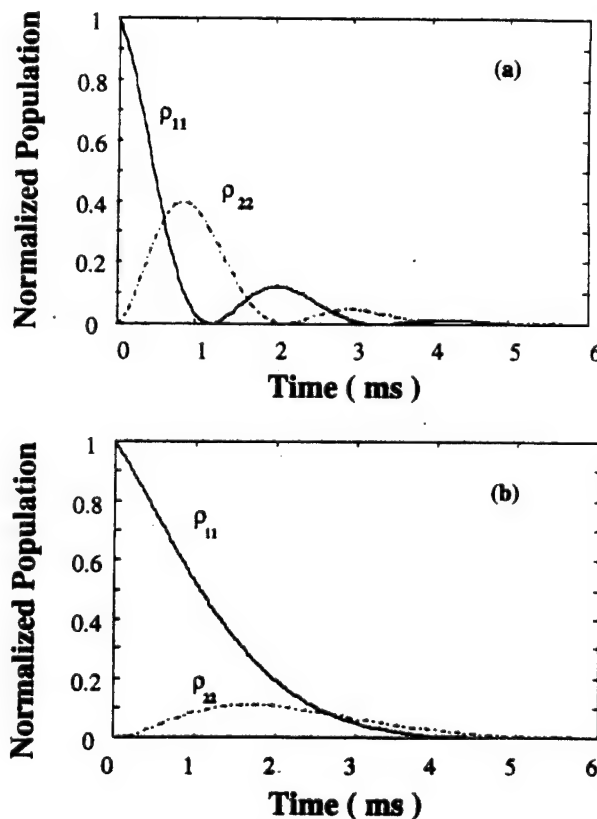 Normalized Population
1
0.8
0.6
0.4
0.2
0
(a)
ρ11
ρ22
0 1 2 3 4 5 6
Time ( ms )
Normalized Population
1
0.8
0.6
0.4
0.2
0
(b)
ρ11
ρ22
0 1 2 3 4 5 6
Time ( ms )